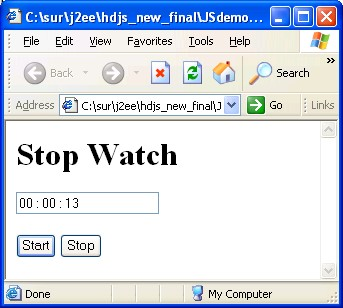 C:\sur\j2ee\hdjs_new_final\JSdemo...
File Edit View Favorites Tools Help »
Back Search »
Address C:\sur\j2ee\hdjs_new_final\J Go Links
Stop Watch
00 : 00 : 13
Start Stop
Done My Computer